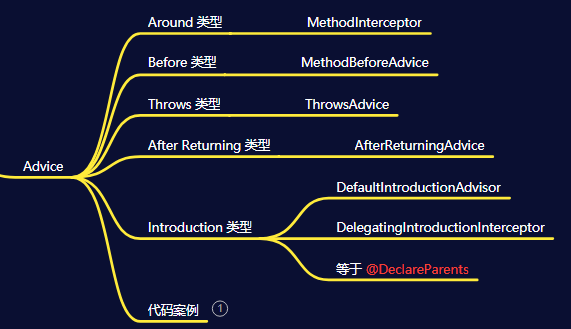 Around 类型 MethodInterceptor
Before 类型 MethodBeforeAdvice
Throws 类型 ThrowsAdvice
After Returning 类型 AfterReturningAdvice
Advice
DefaultIntroductionAdvisor
Introduction 类型 DelegatingIntroductionInterceptor
等于 @DeclareParents
代码案例 1